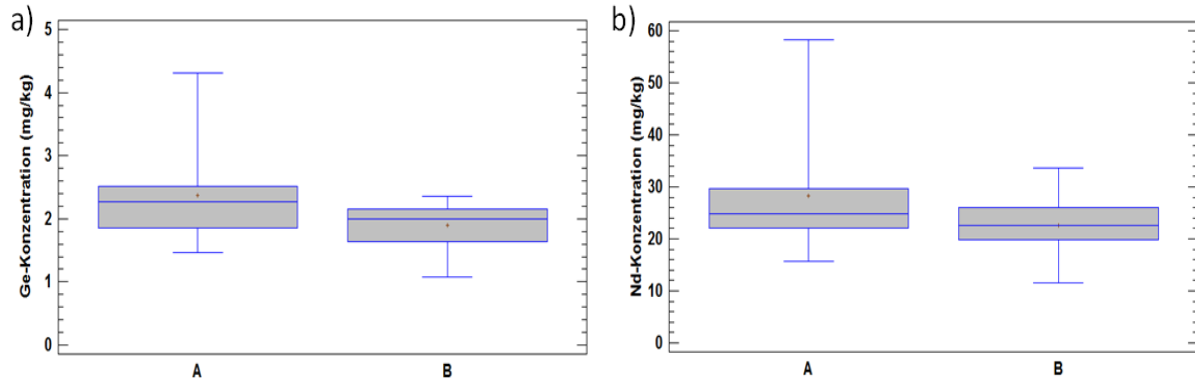 a)
Ge-Konzentration (mg/kg)
5
4
3
2
1
0
A
B
b)
Nd-Konzentration (mg/kg)
60
50
40
30
20
10
0
A
B